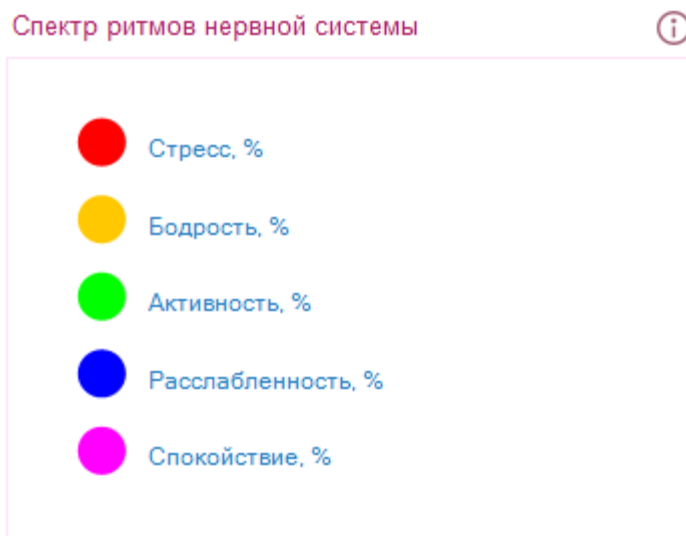 Спектр ритмов нервной системы
Стресс, %
Бодрость, %
Активность, %
Расслабленность, %
Спокойствие, %